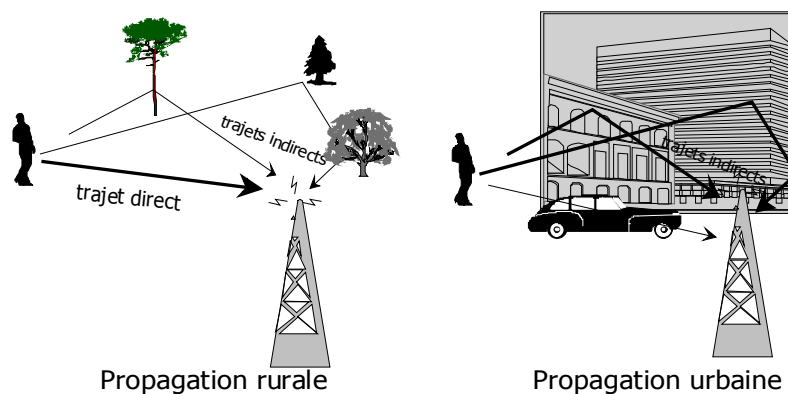 trajets indirects
trajet direct
Propagation rurale
trajets indirects
Propagation urbaine